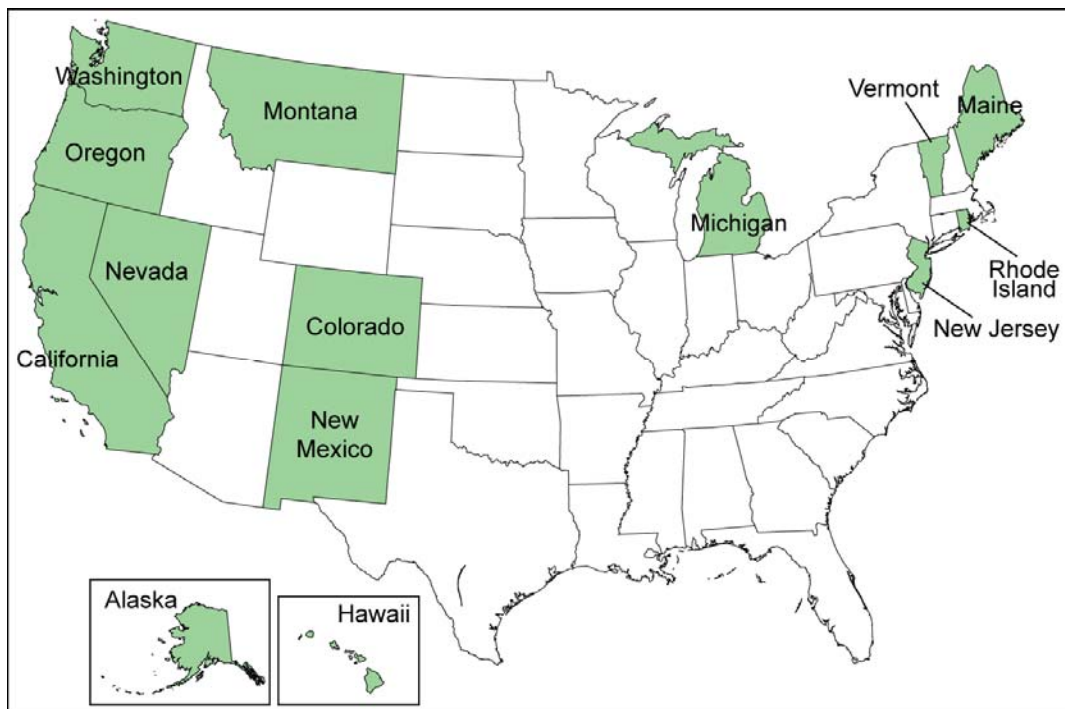 Washington
Montana
Vermont
Maine
Oregon
Michigan
Nevada
Rhode
Island
Colorado
New Jersey
California
New
Mexico
Alaska
Hawaii